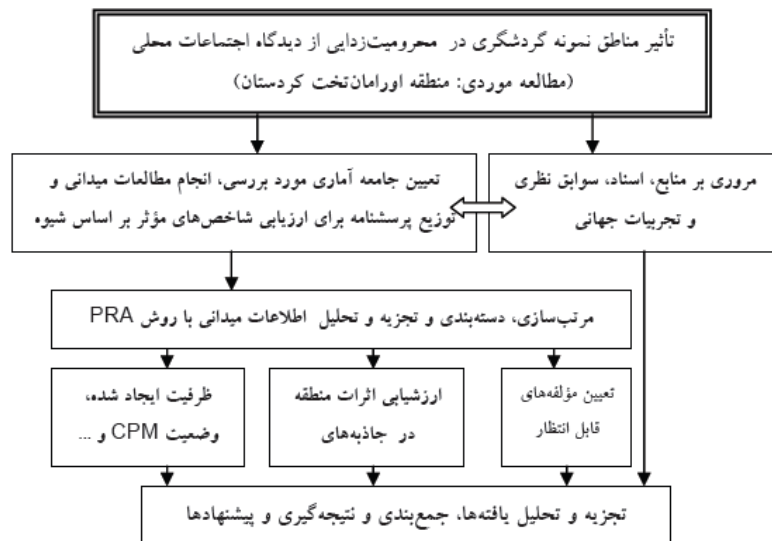 تأثیر مناطق نمونه گردشگری در محرومیت‌زدایی از دیدگاه اجتماعات محلی
(مطالعه موردی: منطقه اورامان‌تخت کردستان)
مروری بر منابع، اسناد، سوابق نظری
و تجربیات جهانی
تعیین جامعه آماری مورد بررسی، انجام مطالعات میدانی و
توزیع پرسشنامه برای ارزیابی شاخص‌های مؤثر بر اساس شیوه
مرتب‌سازی، دسته‌بندی و تجزیه و تحلیل اطلاعات میدانی با روش PRA
تعیین مؤلفه‌های
قابل انتظار
ارزشیابی اثرات منطقه
در جاذبه‌های
ظرفیت ایجاد شده،
وضعیت CPM و ...
تجزیه و تحلیل یافته‌ها، جمع‌بندی و نتیجه‌گیری و پیشنهادها